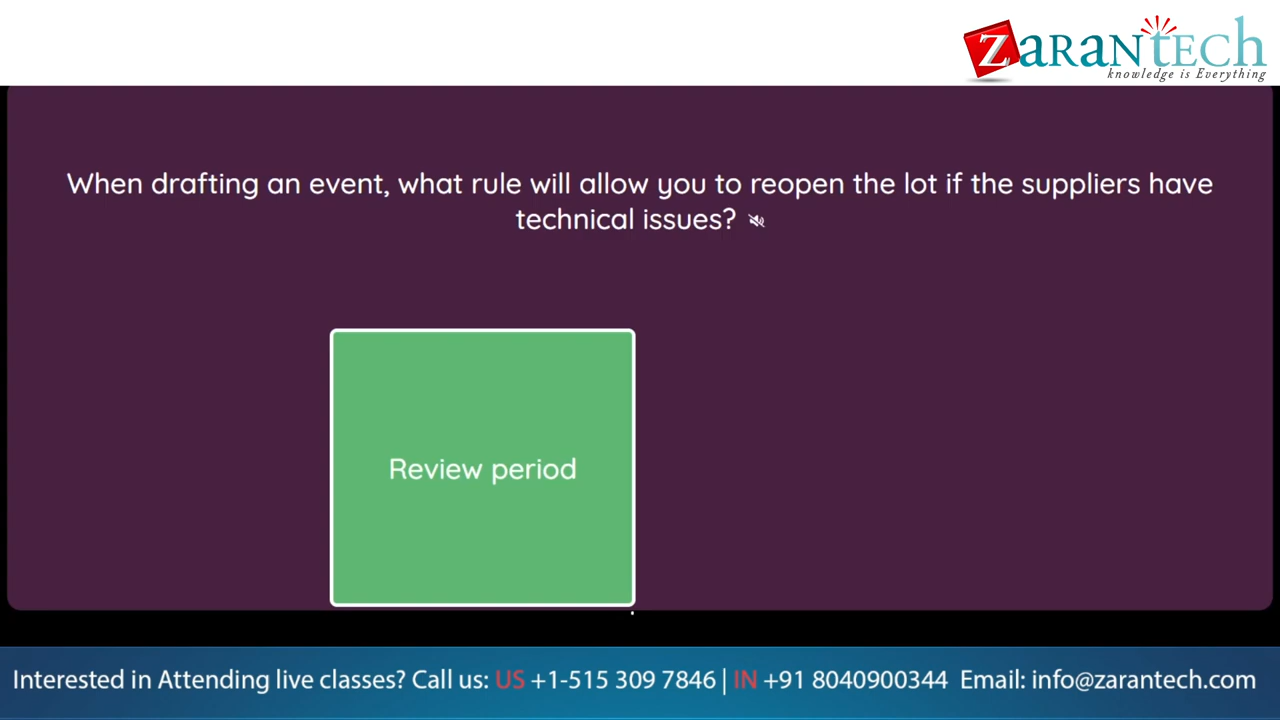 ZaranTech
knowledge is Everything
When drafting an event, what rule will allow you to reopen the lot if the suppliers have
technical issues?
Review period
Interested in Attending live classes? Call us: US +1-515 309 7846 | IN +91 8040900344 Email: info@zarantech.com